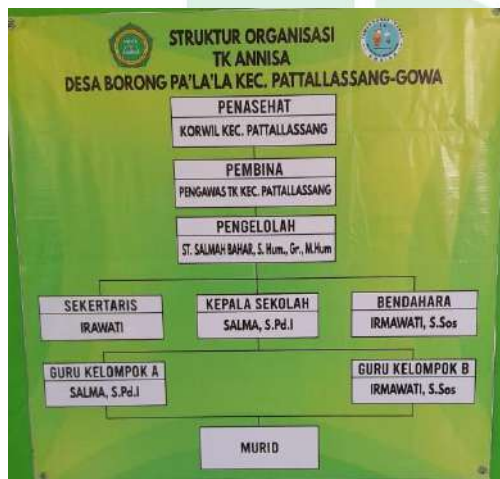 STRUKTUR ORGANISASI
TK ANNISA
DESA BORONG PA'LA'LA KEC. PATTALLASSANG-GOWA
PENASEHAT
KORWIL KEC. PATTALLASSANG
PEMBINA
PENGAWAS TK KEC. PATTALLASSANG
PENGELOLAH
ST. SALMAH BAHAR, S. Hum., Gr., M.Hum
SEKERTARIS
IRAWATI
KEPALA SEKOLAH
SALMA, S.Pd.I
BENDAHARA
IRMAWATI, S.Sos
GURU KELOMPOK A
SALMA, S.Pd.I
GURU KELOMPOK B
IRMAWATI, S.Sos
MURID